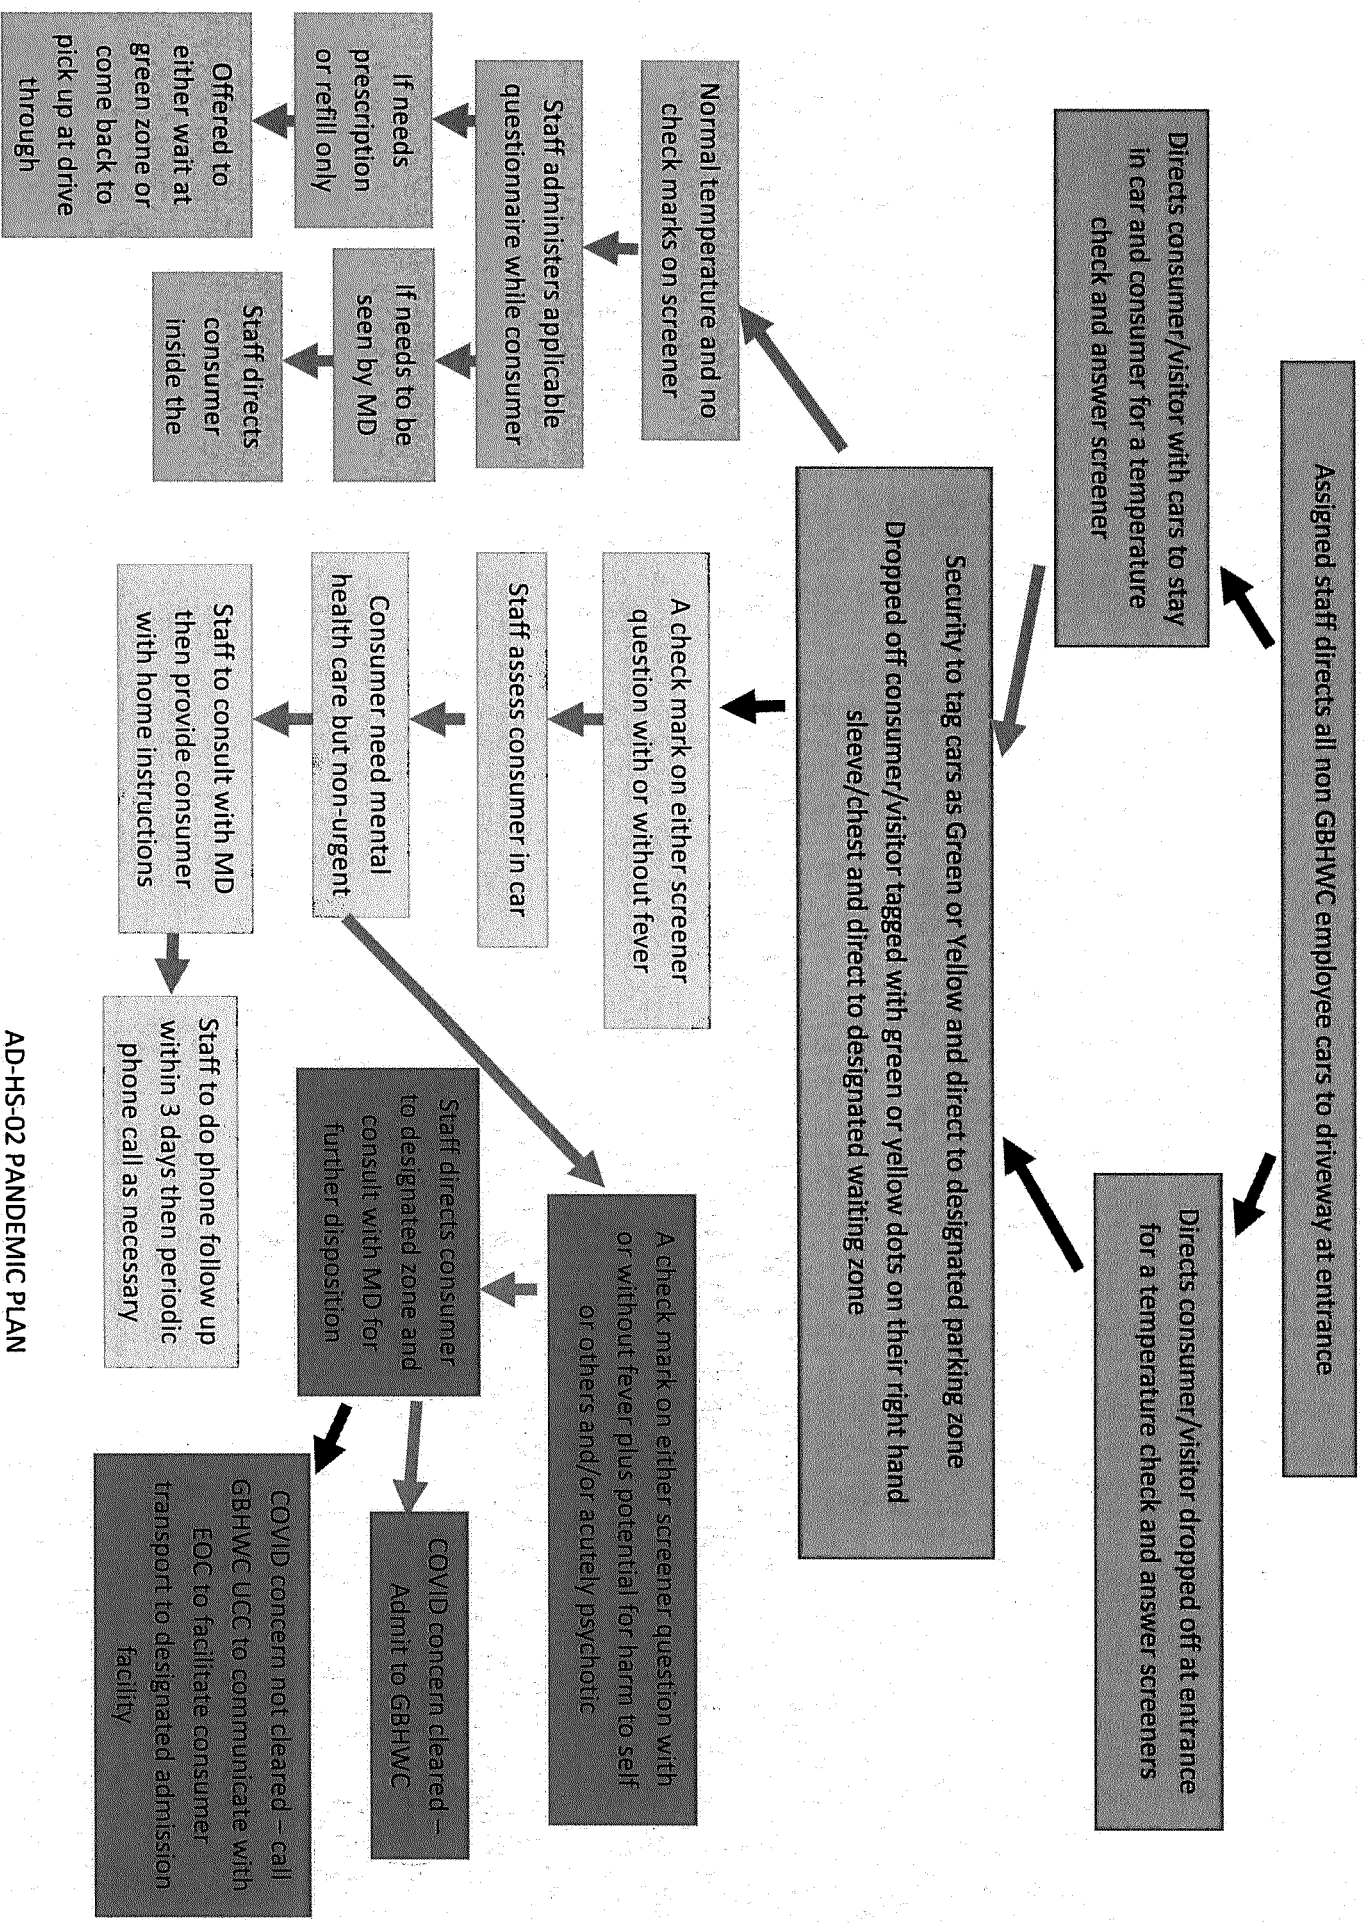 Assigned staff directs all non GBHWC employee cars to driveway at entrance
Directs consumer/visitor with cars to stay
in car and consumer for a temperature
check and answer screener
Directs consumer/visitor dropped off at entrance
for a temperature check and answer screeners
Security to tag cars as Green or Yellow and direct to designated parking zone
Dropped off consumer/visitor tagged with green or yellow dots on their right hand
sleeve/chest and direct to designated waiting zone
Normal temperature and no
check marks on screener
Staff administers applicable
questionnaire while consumer
If needs
prescription
or refill only
Offered to
either wait at
green zone or
come back to
pick up at drive
through
If needs to be
seen by MD
Staff directs
consumer
inside the
A check mark on either screener
question with or without fever
Staff assess consumer in car
Consumer need mental
health care but non-urgent
Staff to consult with MD
then provide consumer
with home instructions
Staff to do phone follow up
within 3 days then periodic
phone call as necessary
A check mark on either screener question with
or without fever plus potential for harm to self
or others and/or acutely psychotic
Staff directs consumer
to designated zone and
consult with MD for
further disposition
COVID concern cleared –
Admit to GBHWC
COVID concern not cleared – call
GBHWC UCC to communicate with
EOC to facilitate consumer
transport to designated admission
facility
AD-HS-02 PANDEMIC PLAN